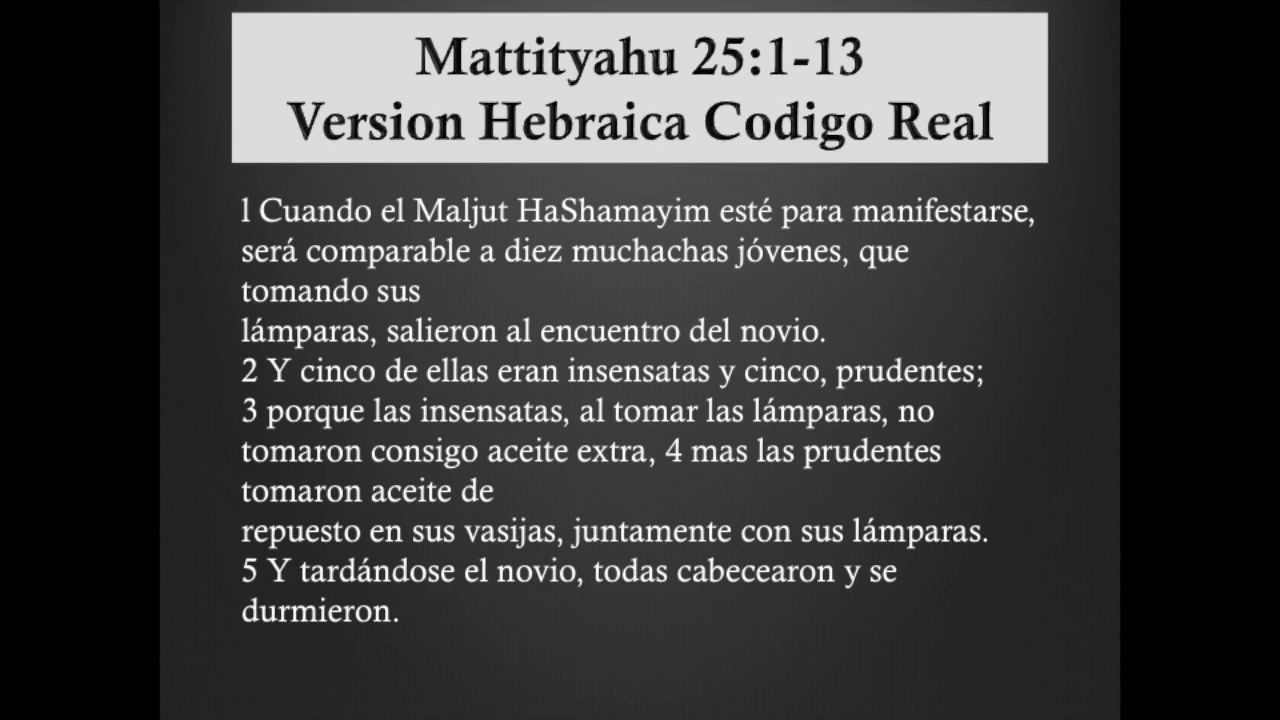 Mattityahu 25:1-13
Version Hebraica Codigo Real
1 Cuando el Maljut HaShamayim esté para manifestarse,
será comparable a diez muchachas jóvenes, que
tomando sus
lámparas, salieron al encuentro del novio.
2 Y cinco de ellas eran insensatas y cinco, prudentes;
3 porque las insensatas, al tomar las lámparas, no
tomaron consigo aceite extra, 4 mas las prudentes
tomaron aceite de
repuesto en sus vasijas, juntamente con sus lámparas.
5 Y tardándose el novio, todas cabecearon y se
durmieron.